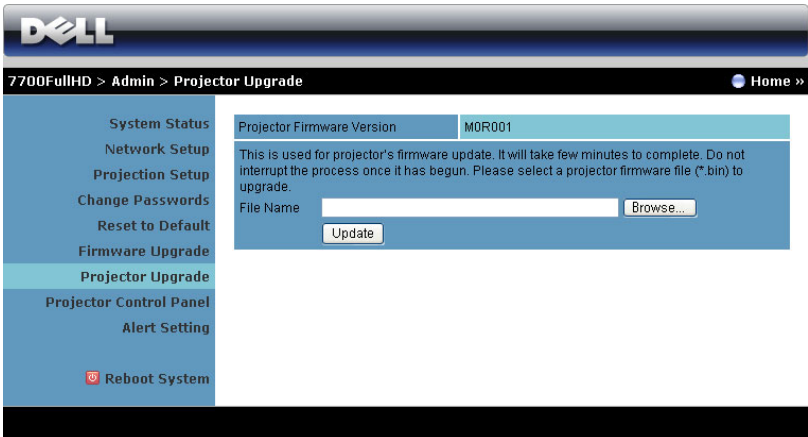 DELL
7700FullHD > Admin > Projector Upgrade
Home »
System Status
Network Setup
Projection Setup
Change Passwords
Reset to Default
Firmware Upgrade
Projector Upgrade
Projector Control Panel
Alert Setting
Reboot System
Projector Firmware Version
M0R001
This is used for projector's firmware update. It will take few minutes to complete. Do not
interrupt the process once it has begun. Please select a projector firmware file (*.bin) to
upgrade.
File Name
Browse...
Update